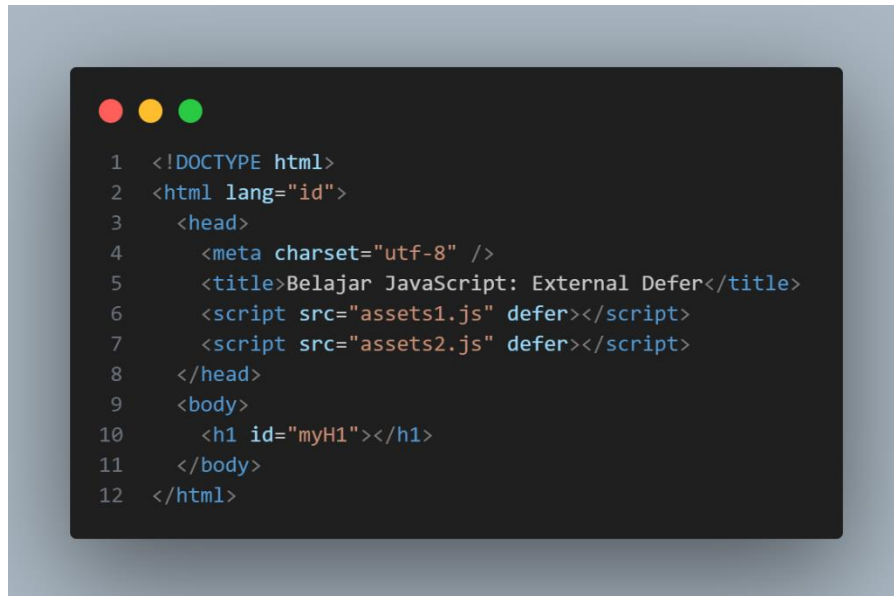 1 <!DOCTYPE html>
2 <html lang="id">
3 <head>
4 <meta charset="utf-8" />
5 <title>Belajar JavaScript: External Defer</title>
6 <script src="assets1.js" defer></script>
7 <script src="assets2.js" defer></script>
8 </head>
9 <body>
10 <h1 id="myH1"></h1>
11 </body>
12 </html>